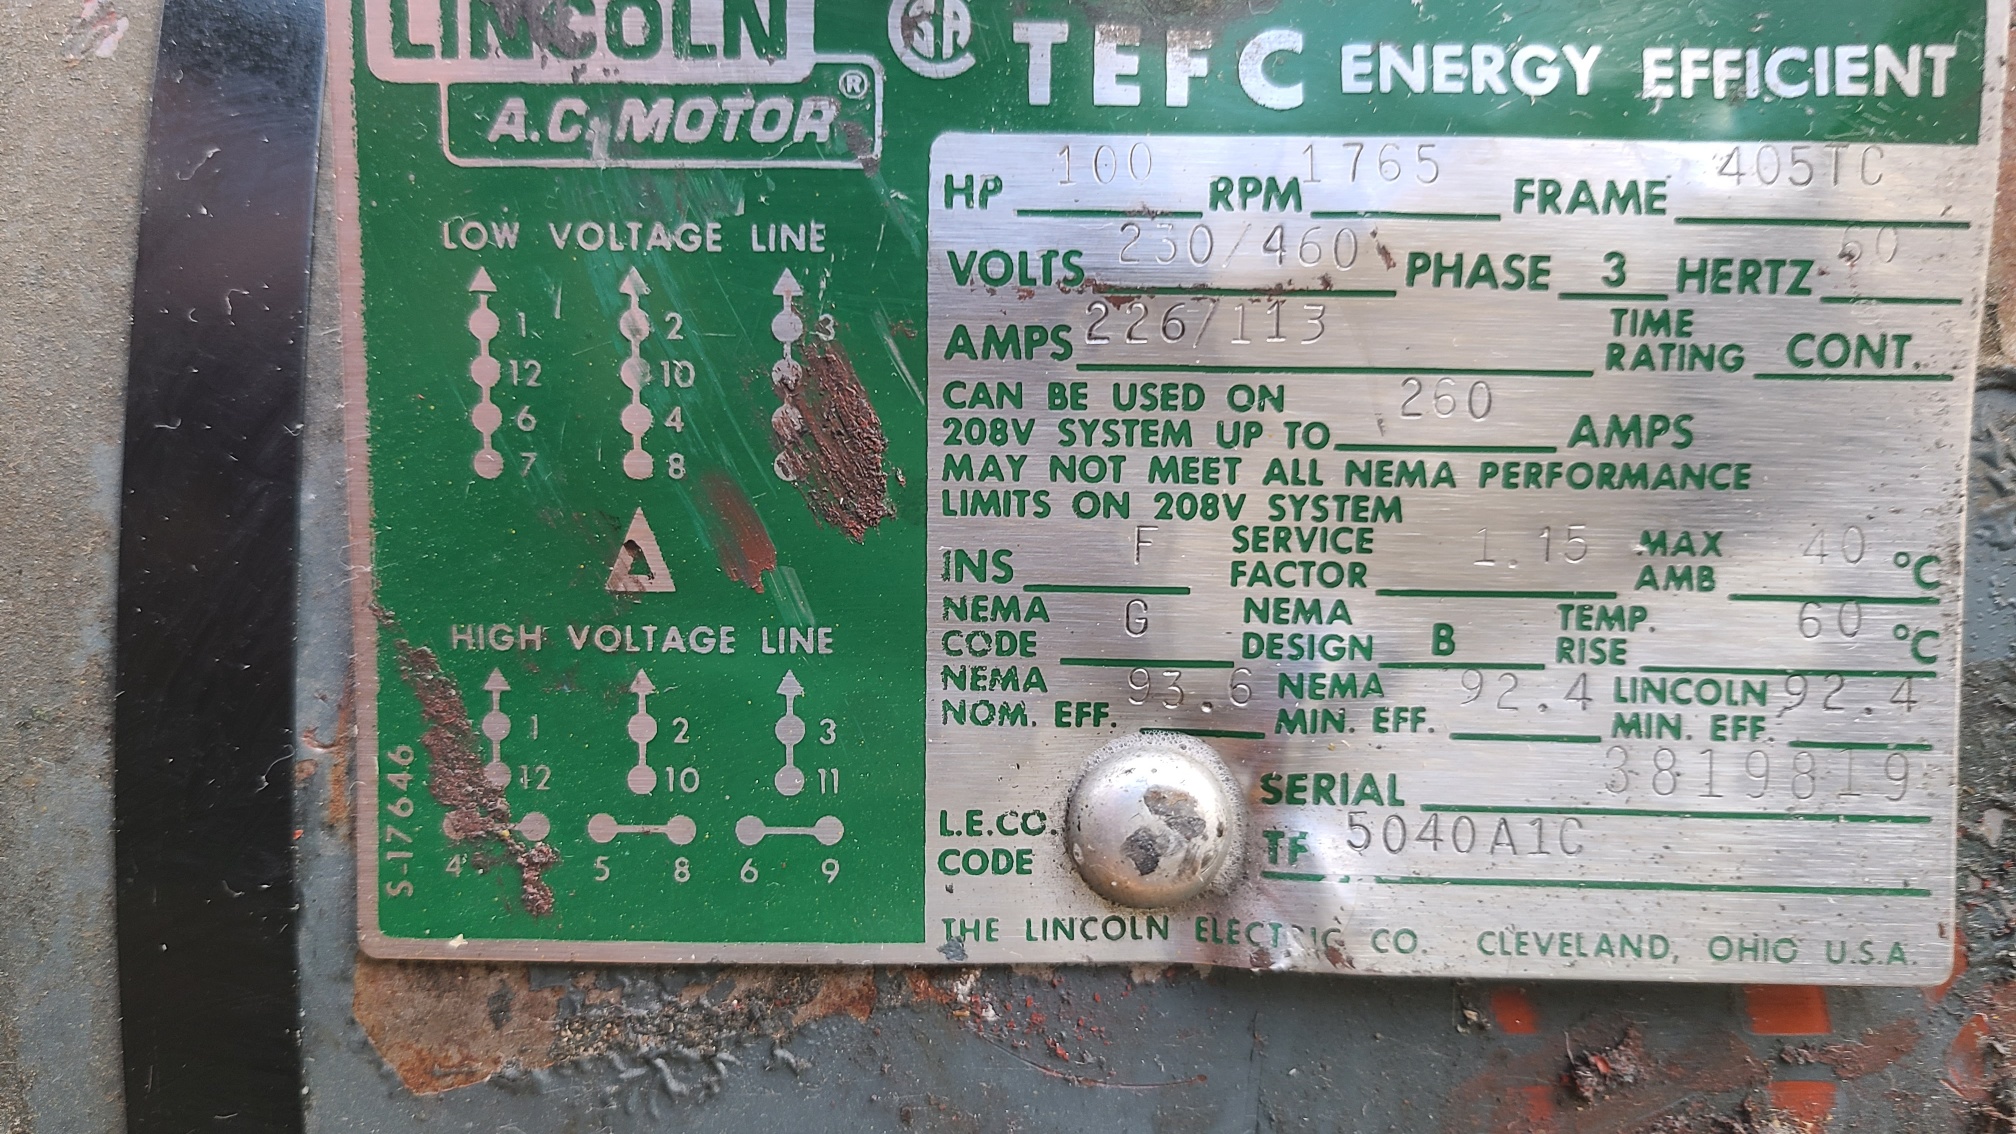 LINCOLN
®
A.C. MOTOR
TEFC ENERGY EFFICIENT
LOW VOLTAGE LINE
1 2 3
12 10
6 4
7 8
HIGH VOLTAGE LINE
1 2 3
12 10 11
4 5 8 6 9
S-17646
HP 100 RPM 1765 FRAME 405TC
VOLTS 230/460 PHASE 3 HERTZ 60
AMPS 226/113 TIME RATING CONT.
CAN BE USED ON
208V SYSTEM UP TO 260 AMPS
MAY NOT MEET ALL NEMA PERFORMANCE
LIMITS ON 208V SYSTEM
INS F SERVICE FACTOR 1.15 MAX AMB 40 °C
NEMA CODE G NEMA DESIGN B TEMP. RISE 60 °C
NEMA NOM. EFF. 93.6 NEMA MIN. EFF. 92.4 LINCOLN MIN. EFF. 92.4
SERIAL 3819819
L.E.CO. CODE TF 5040A1C
THE LINCOLN ELECTRIC CO. CLEVELAND, OHIO U.S.A.